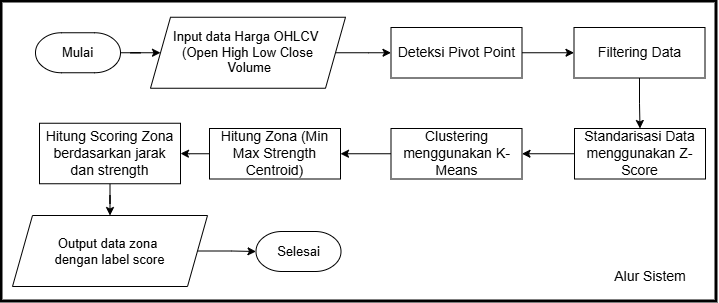 Mulai
Input data Harga OHLCV
(Open High Low Close
Volume
Deteksi Pivot Point
Filtering Data
Standarisasi Data
menggunakan Z-
Score
Clustering
menggunakan K-
Means
Hitung Zona (Min
Max Strength
Centroid)
Hitung Scoring Zona
berdasarkan jarak
dan strength
Output data zona
dengan label score
Selesai
Alur Sistem